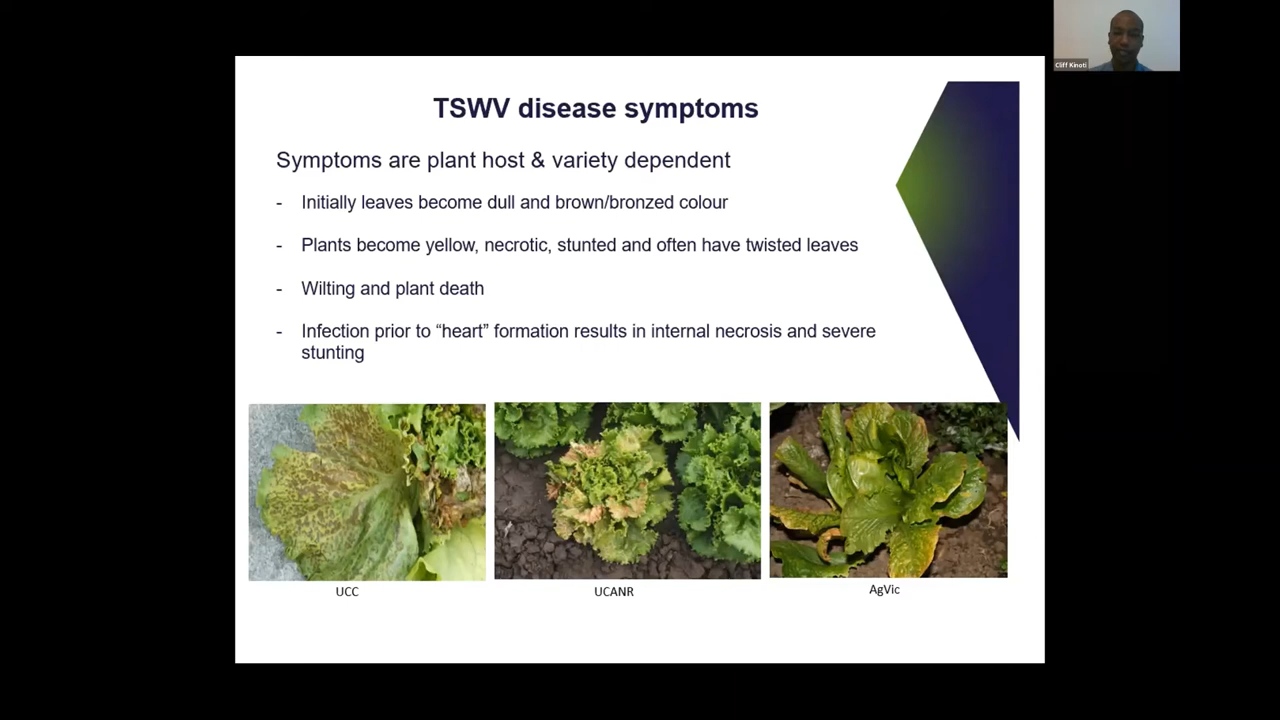 Cliff Kinoti
TSWV disease symptoms
Symptoms are plant host & variety dependent
- Initially leaves become dull and brown/bronzed colour
- Plants become yellow, necrotic, stunted and often have twisted leaves
- Wilting and plant death
- Infection prior to “heart” formation results in internal necrosis and severe
stunting
UCC
UCANR
AgVic